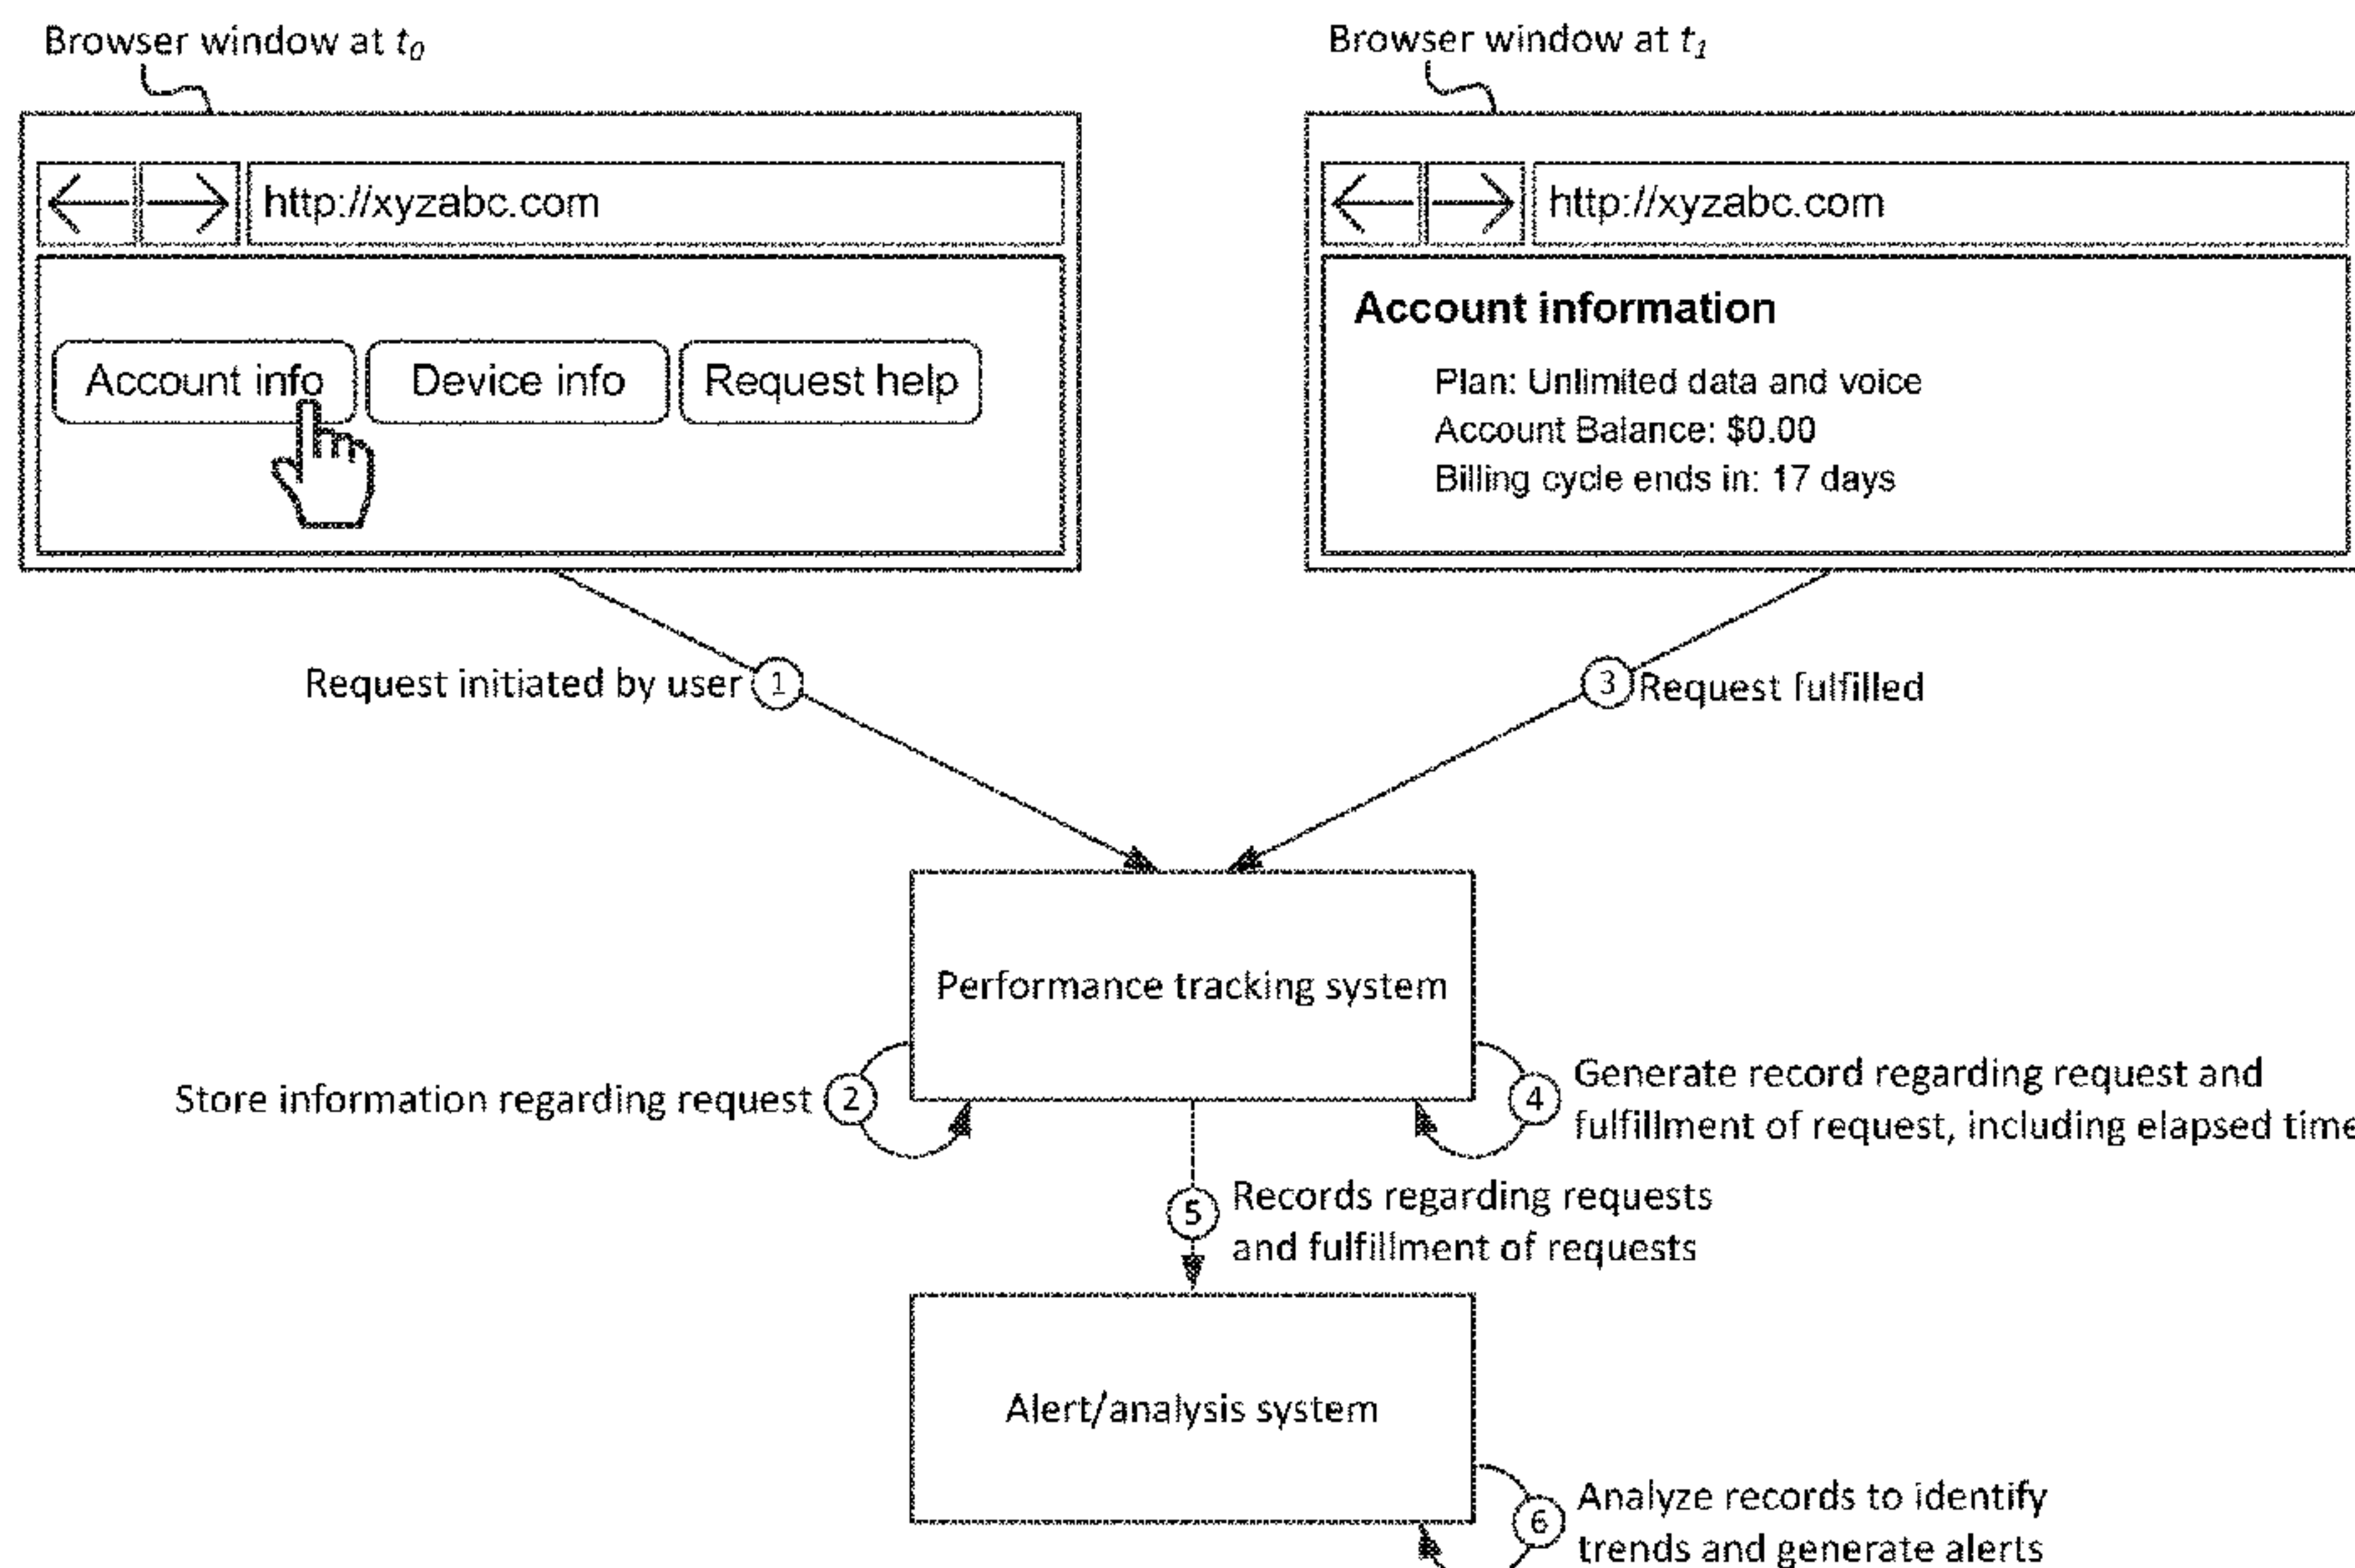 Browser window at t0
Browser window at t1
http://xyzabc.com
http://xyzabc.com
Account info
Device info
Request help
Account information
Plan: Unlimited data and voice
Account Balance: $0.00
Billing cycle ends in: 17 days
Request initiated by user
1
3
Request fulfilled
Performance tracking system
Store information regarding request
2
4
Generate record regarding request and
fulfillment of request, including elapsed time
5
Records regarding requests
and fulfillment of requests
Alert/analysis system
6
Analyze records to identify
trends and generate alerts